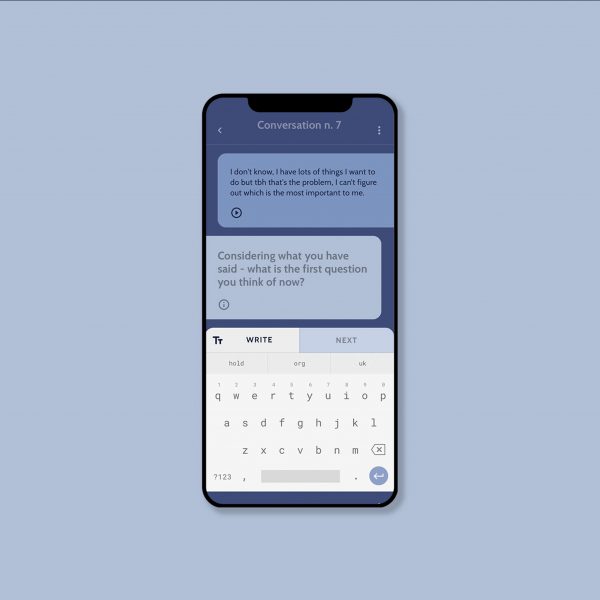 Conversation n. 7
I don't know, I have lots of things I want to
do but tbh that's the problem, I can't figure
out which is the most important to me.
Considering what you have
said - what is the first question
you think of now?
Tt WRITE NEXT
hold org uk
1 2 3 4 5 6 7 8 9 0
q w e r t y u i o p
a s d f g h j k l
z x c v b n m
?123 , .